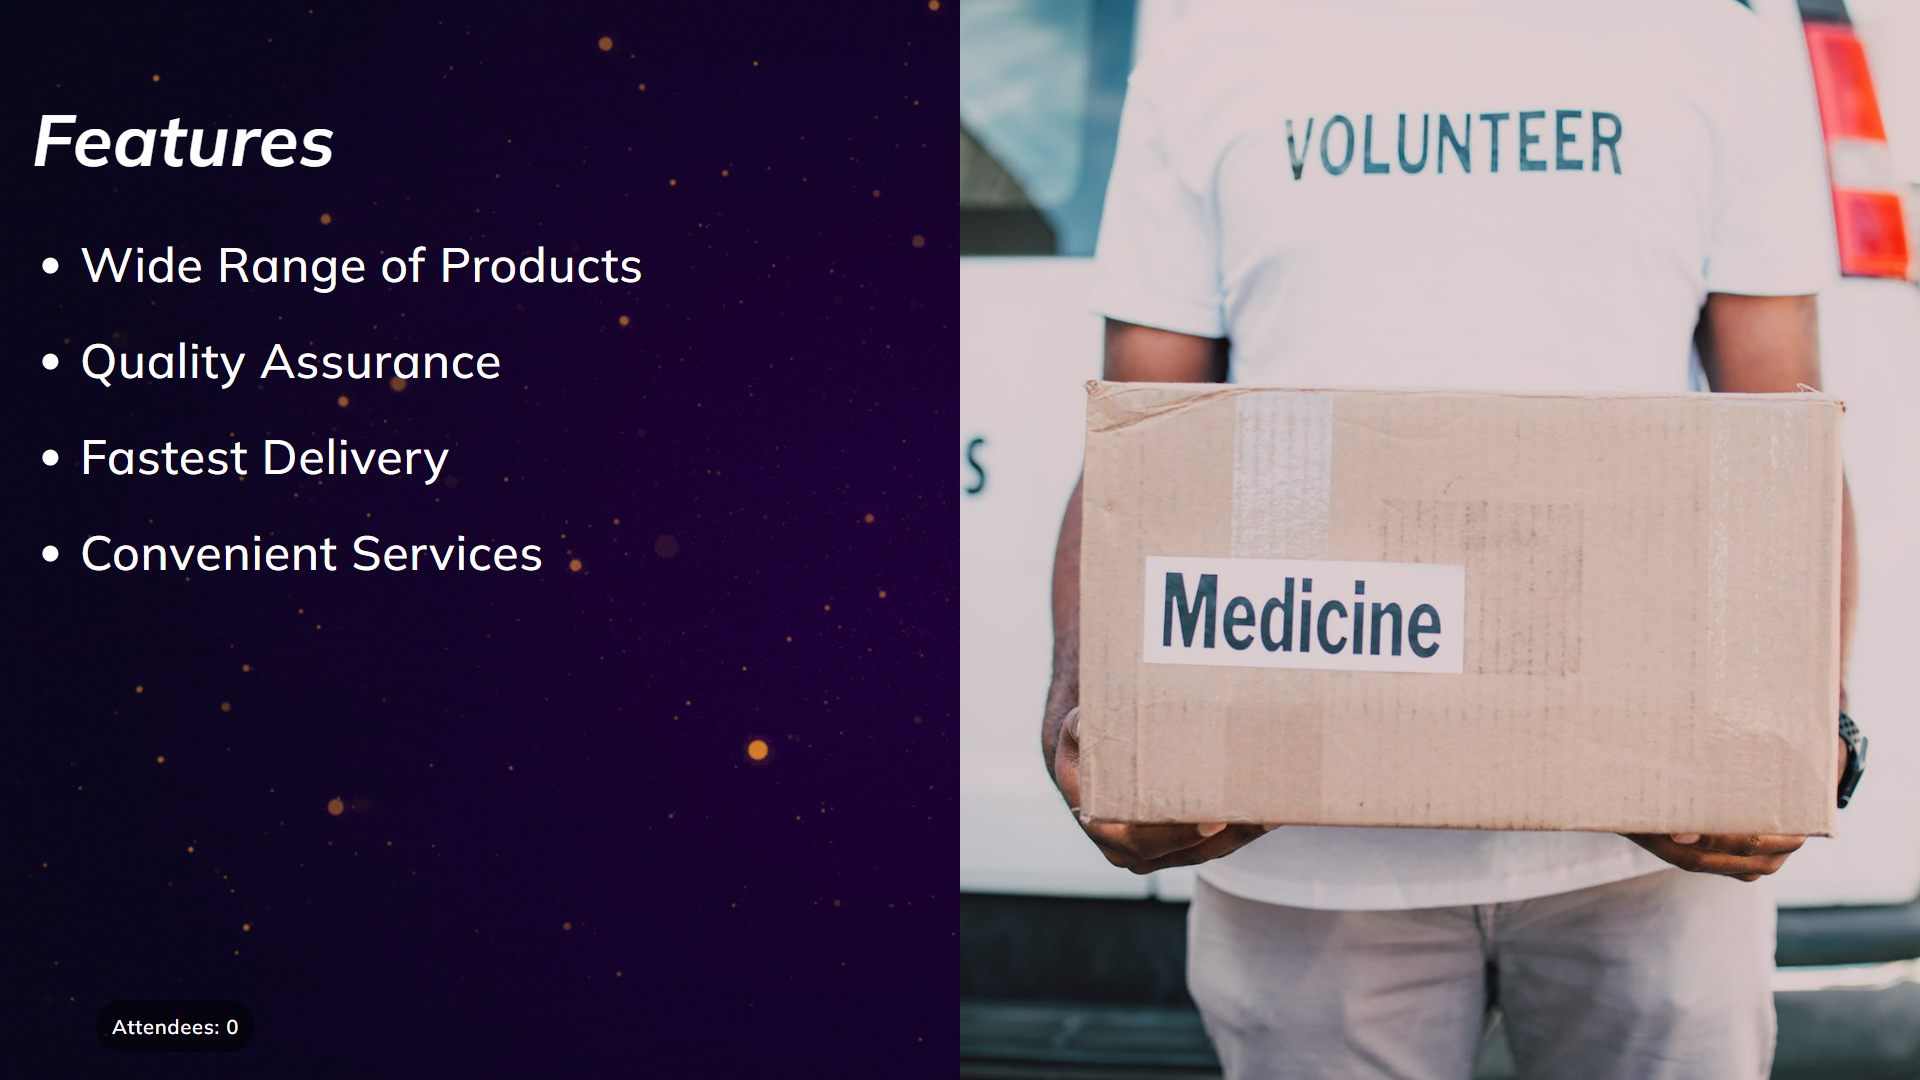 Features
Wide Range of Products
Quality Assurance
Fastest Delivery
Convenient Services
Attendees: 0
VOLUNTEER
S
Medicine